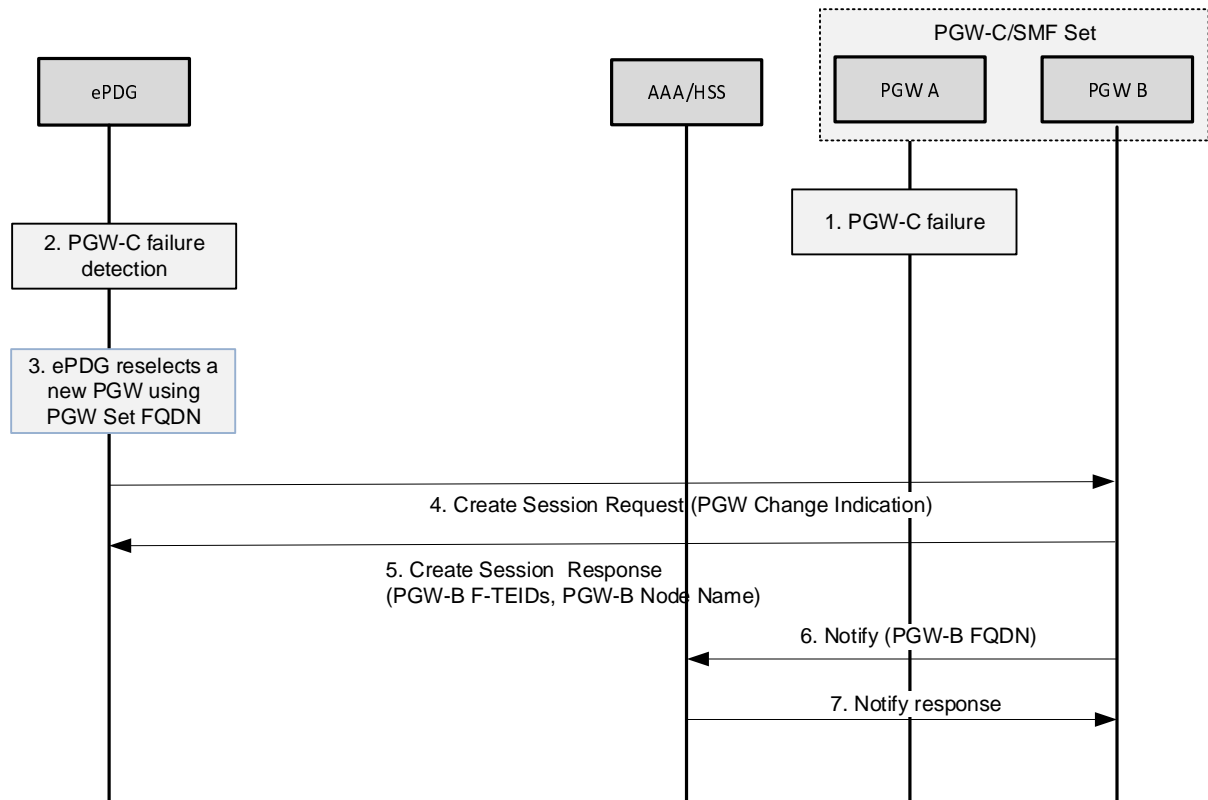 PGW-C/SMF Set
ePDG
AAA/HSS
PGW A
PGW B
1. PGW-C failure
2. PGW-C failure
detection
3. ePDG reselects a
new PGW using
PGW Set FQDN
4. Create Session Request (PGW Change Indication)
5. Create Session Response
(PGW-B F-TEIDs, PGW-B Node Name)
6. Notify (PGW-B FQDN)
7. Notify response